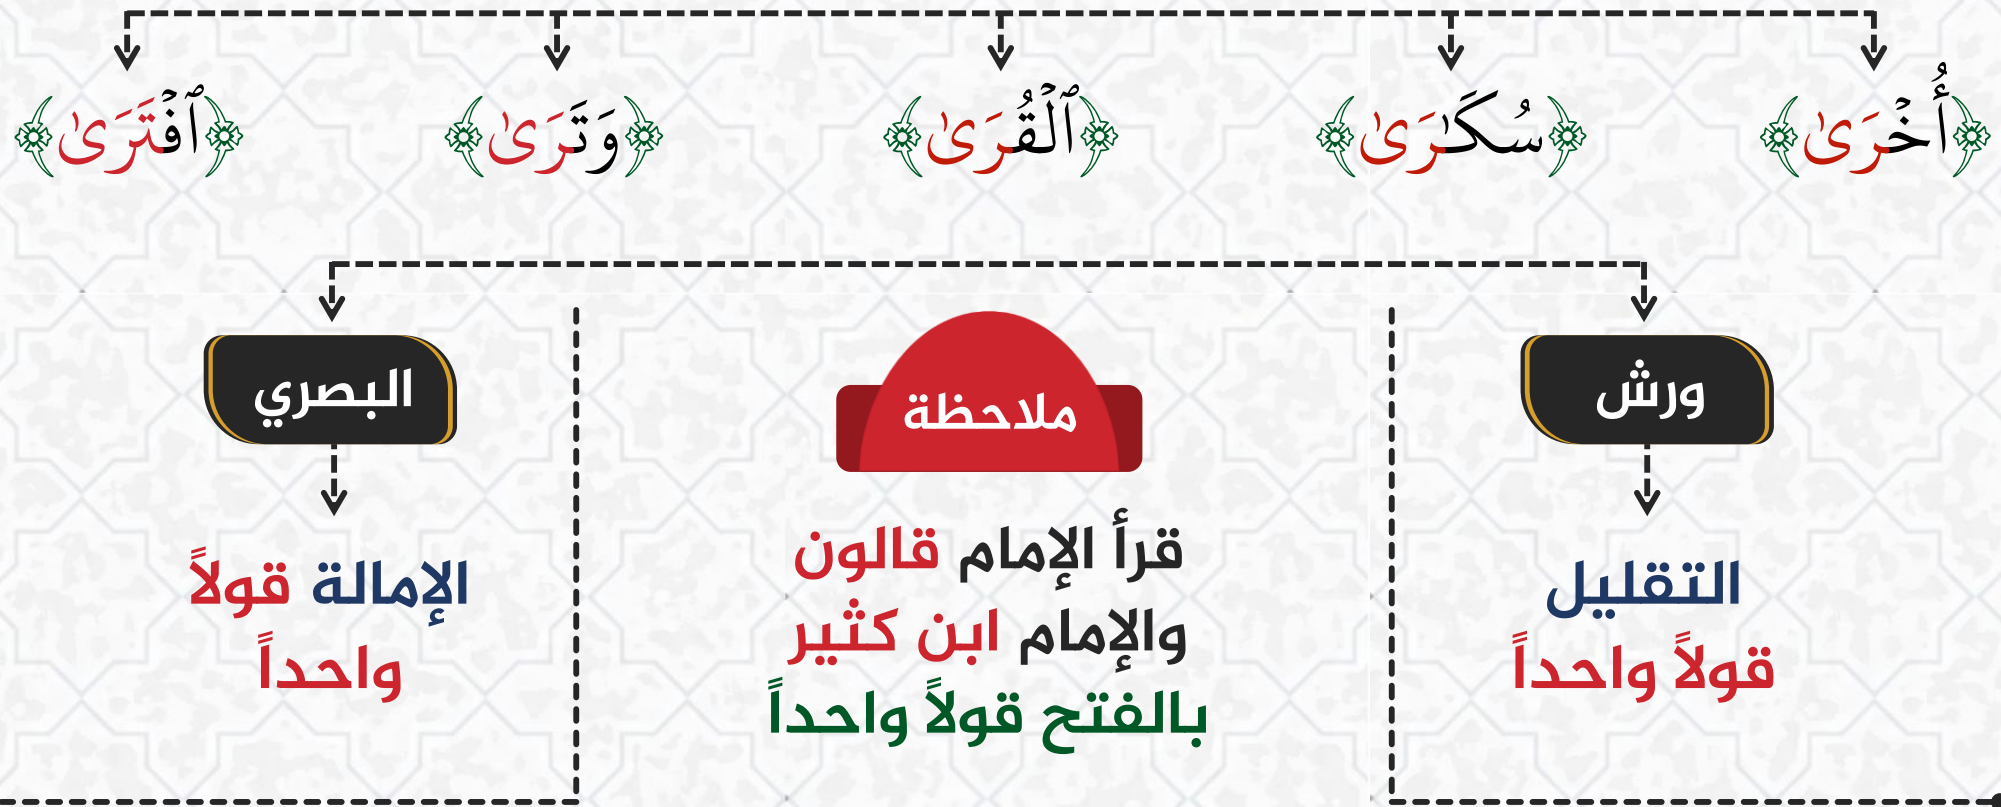 ﴿أُخۡرَىٰ﴾ ﴿سُكَـٰرَىٰ﴾ ﴿ٱلۡقُرَىٰ﴾ ﴿وَتَرَىٰ﴾ ﴿ٱفۡتَرَىٰ﴾
ورش
التقليل
قولاً واحداً
ملاحظة
قرأ الإمام قالون
والإمام ابن كثير
بالفتح قولاً واحداً
البصري
الإمالة قولاً
واحداً